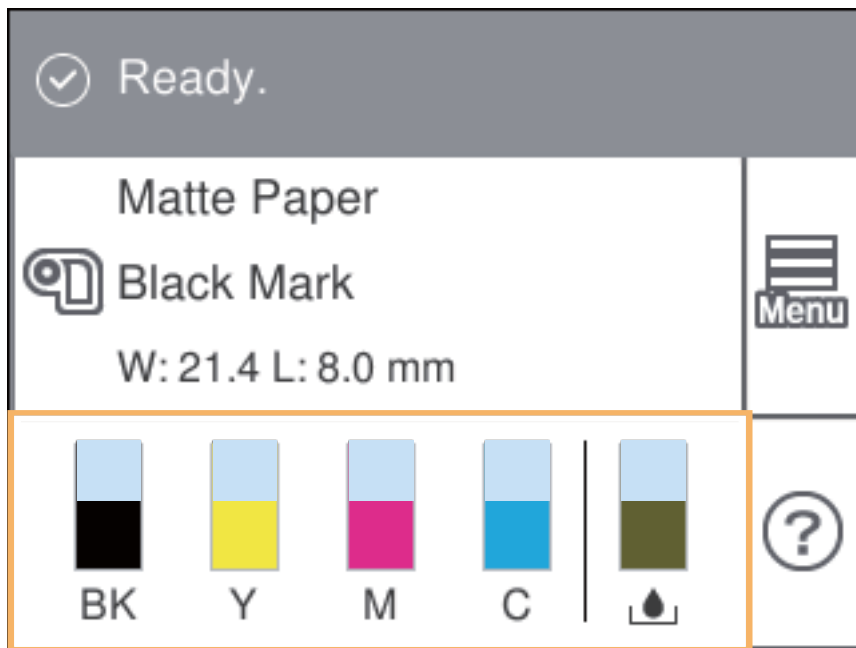 Ready.
Matte Paper
Black Mark
W: 21.4 L: 8.0 mm
Menu
?
BK Y M C